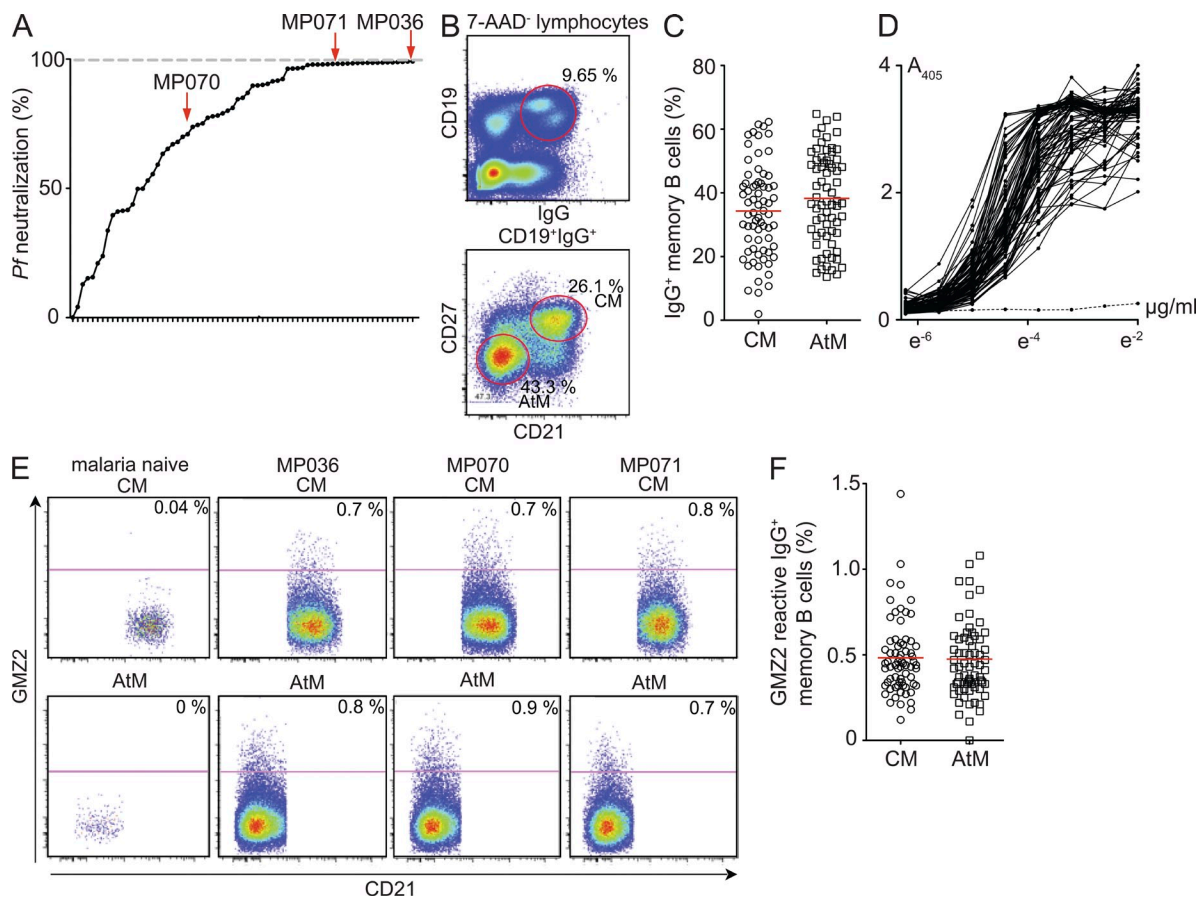 A
MP071
MP036
100
MP070
50
0
Pf neutralization (%)
B
7-AAD⁻ lymphocytes
9.65 %
CD19
IgG
CD19⁺IgG⁺
26.1 %
CM
43.3 %
AtM
47.3
CD27
CD21
C
80
60
40
20
0
IgG⁺ memory B cells (%)
CM
AtM
D
4
A₄₀₅
2
0
µg/ml
e⁻⁶
e⁻⁴
e⁻²
E
malaria naive
CM
0.04 %
MP036
CM
0.7 %
MP070
CM
0.7 %
MP071
CM
0.8 %
AtM
0 %
AtM
0.8 %
AtM
0.9 %
AtM
0.7 %
GMZ2
CD21
F
1.5
1.0
0.5
0
GMZ2 reactive IgG⁺
memory B cells (%)
CM
AtM